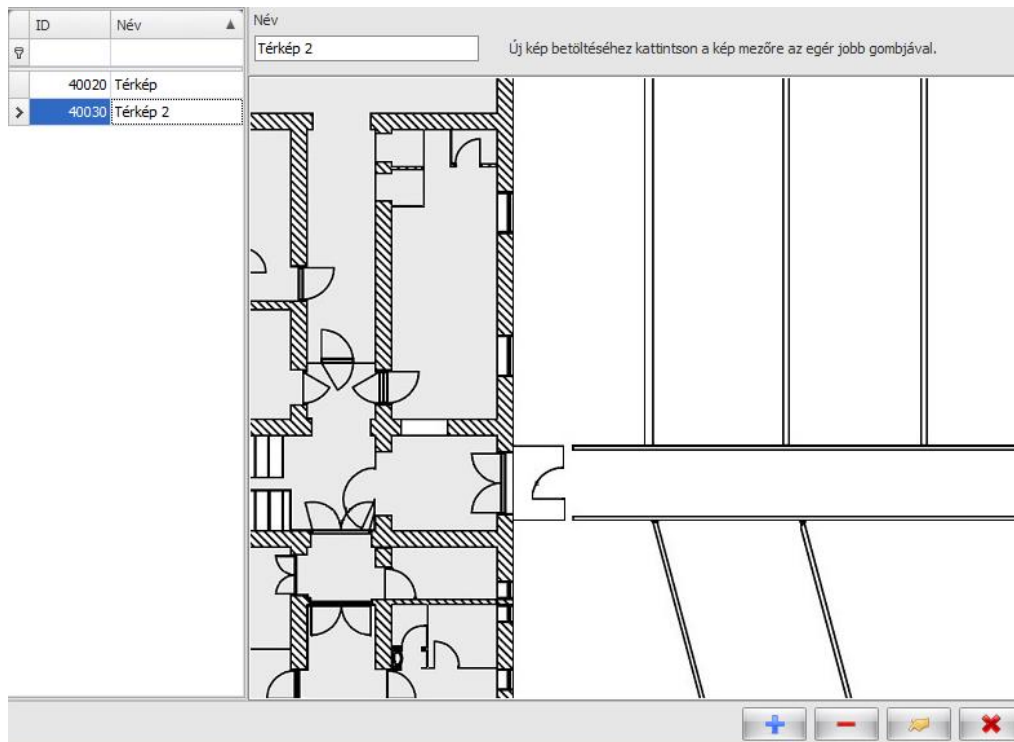 ID Név
40020 Térkép
40030 Térkép 2
Név
Térkép 2
Új kép betöltéséhez kattintson a kép mezőre az egér jobb gombjával.